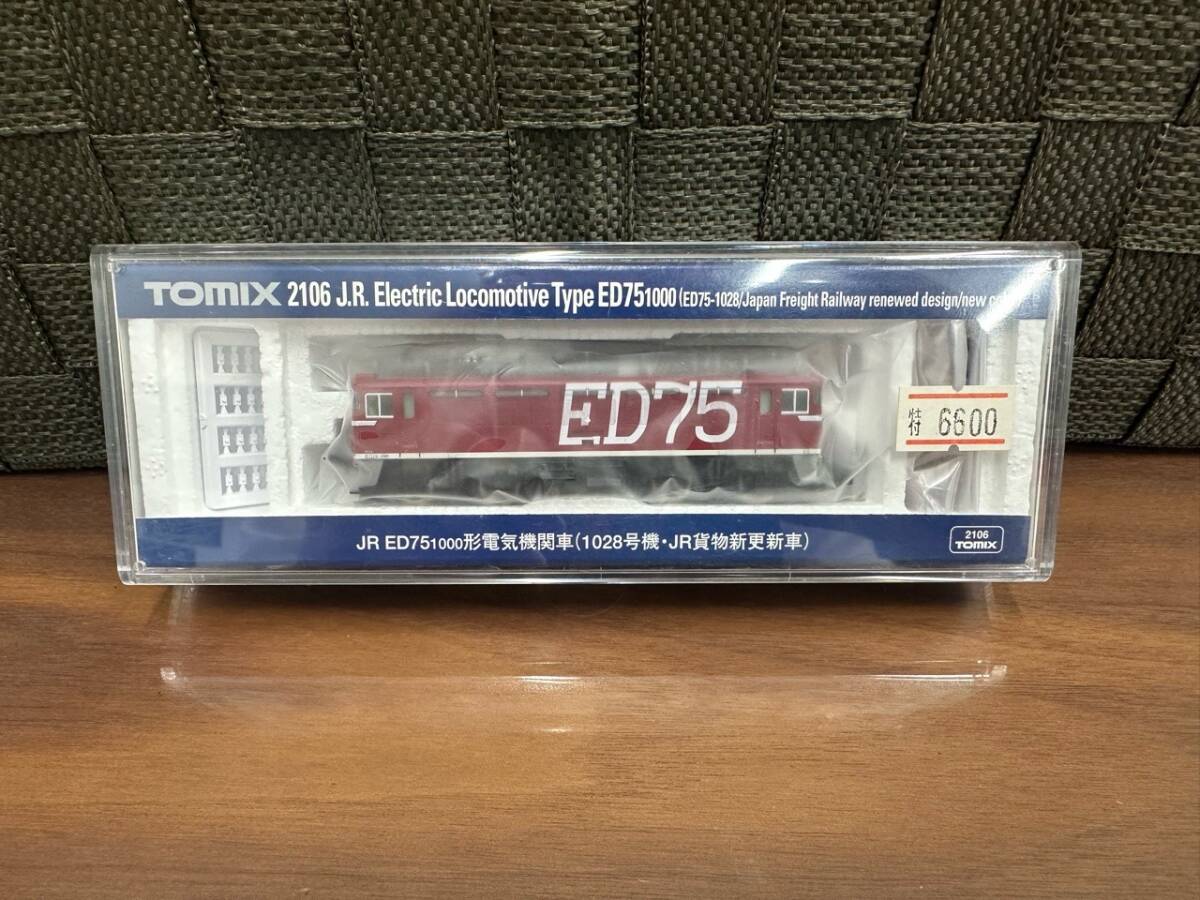 TOMIX 2106 J.R. Electric Locomotive Type ED751000 (ED75-1028/Japan Freight Railway renewed design/new
ED75
特 6600
JR ED751000形電気機関車(1028号機・JR貨物新更新車)
2106
TOMIX